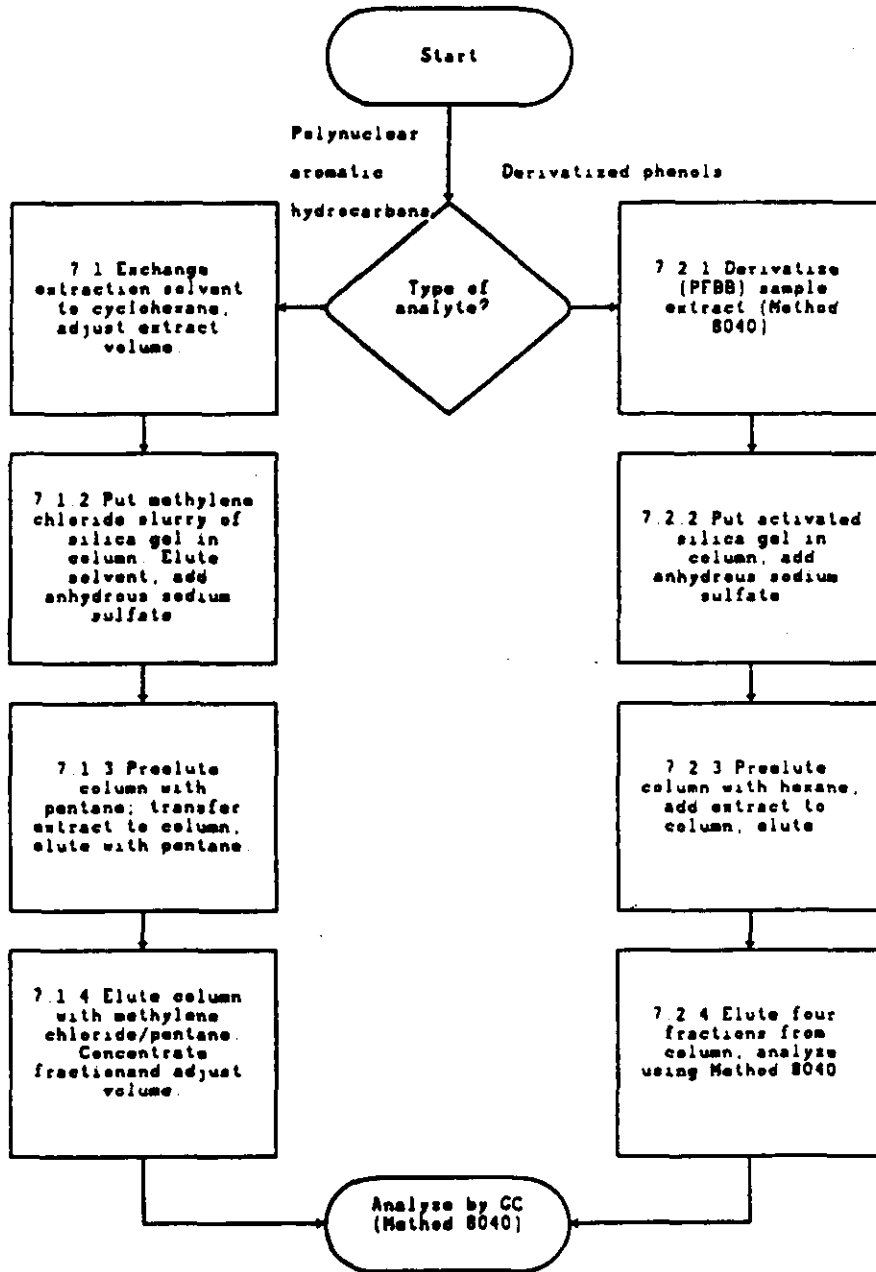 Start
Polynuclear
aromatic
hydrocarbons
Derivatized phenols
Type of
analyte?
7 1 Exchange
extraction solvent
to cyclohexane,
adjust extract
volume.
7 2 1 Derivatize
(PFBB) sample
extract (Method
8040)
7 1.2 Put methylene
chloride slurry of
silica gel in
column. Elute
solvent, add
anhydrous sodium
sulfate
7.2.2 Put activated
silica gel in
column, add
anhydrous sodium
sulfate
7.1 3 Preelute
column with
pentane; transfer
extract to column,
elute with pentane.
7 2 3 Preelute
column with hexane,
add extract to
column, elute
7.1 4 Elute column
with methylene
chloride/pentane.
Concentrate
fractionand adjust
volume.
7.2 4 Elute four
fractions from
column, analyze
using Method 8040
Analyze by GC
(Method 8040)